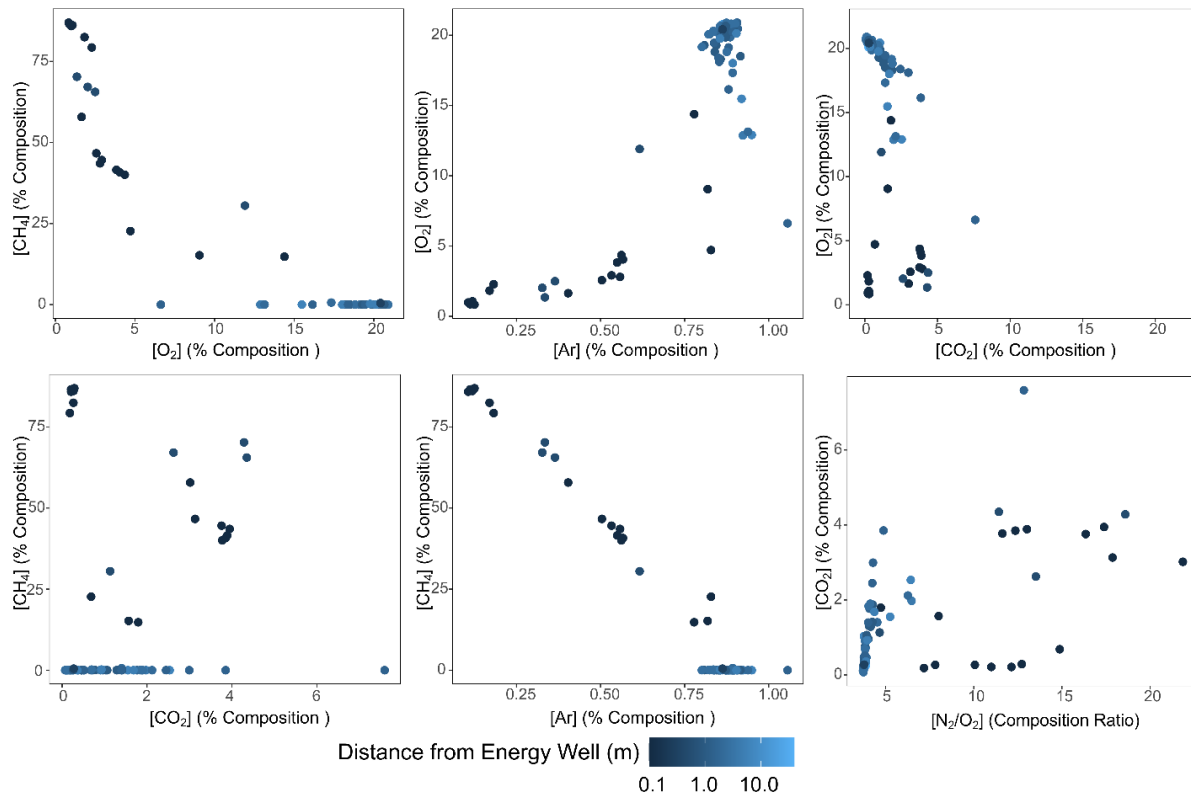 75
50
25
0
[CH₄] (% Composition)
0 5 10 15 20
[O₂] (% Composition )
20
15
10
5
0
[O₂] (% Composition)
0.25 0.50 0.75 1.00
[Ar] (% Composition )
20
15
10
5
0
[O₂] (% Composition)
0 5 10 15 20
[CO₂] (% Composition )
75
50
25
0
[CH₄] (% Composition)
0 2 4 6
[CO₂] (% Composition )
75
50
25
0
[CH₄] (% Composition)
0.25 0.50 0.75 1.00
[Ar] (% Composition )
6
4
2
0
[CO₂] (% Composition)
5 10 15 20
[N₂/O₂] (Composition Ratio)
Distance from Energy Well (m)
0.1 1.0 10.0